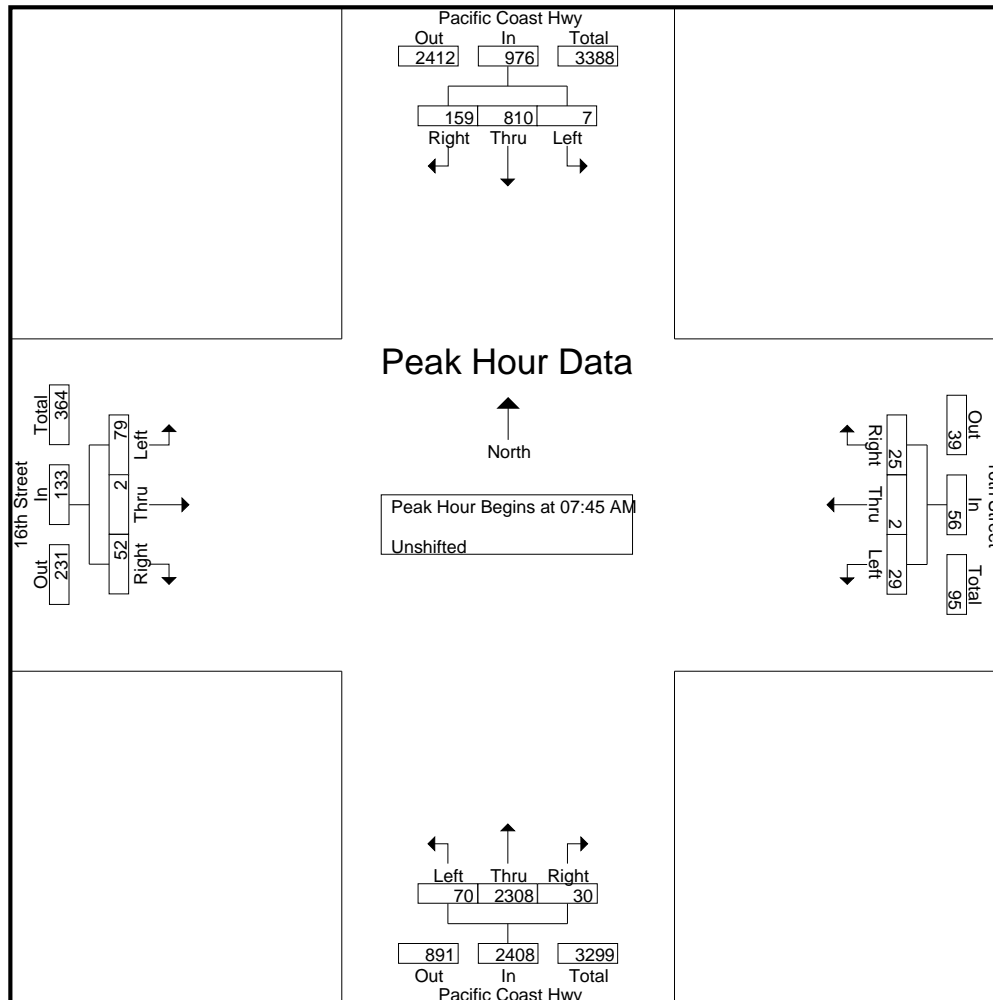 Pacific Coast Hwy
Out In Total
2412 976 3388
159 810 7
Right Thru Left
Peak Hour Data
North
Peak Hour Begins at 07:45 AM
Unshifted
16th Street
Total In Out
364 133 231
79 2 52
Left Thru Right
Right Thru Left
25 2 29
39 56 95
Out In Total
Street
Left Thru Right
70 2308 30
891 2408 3299
Out In Total
Pacific Coast Hwy